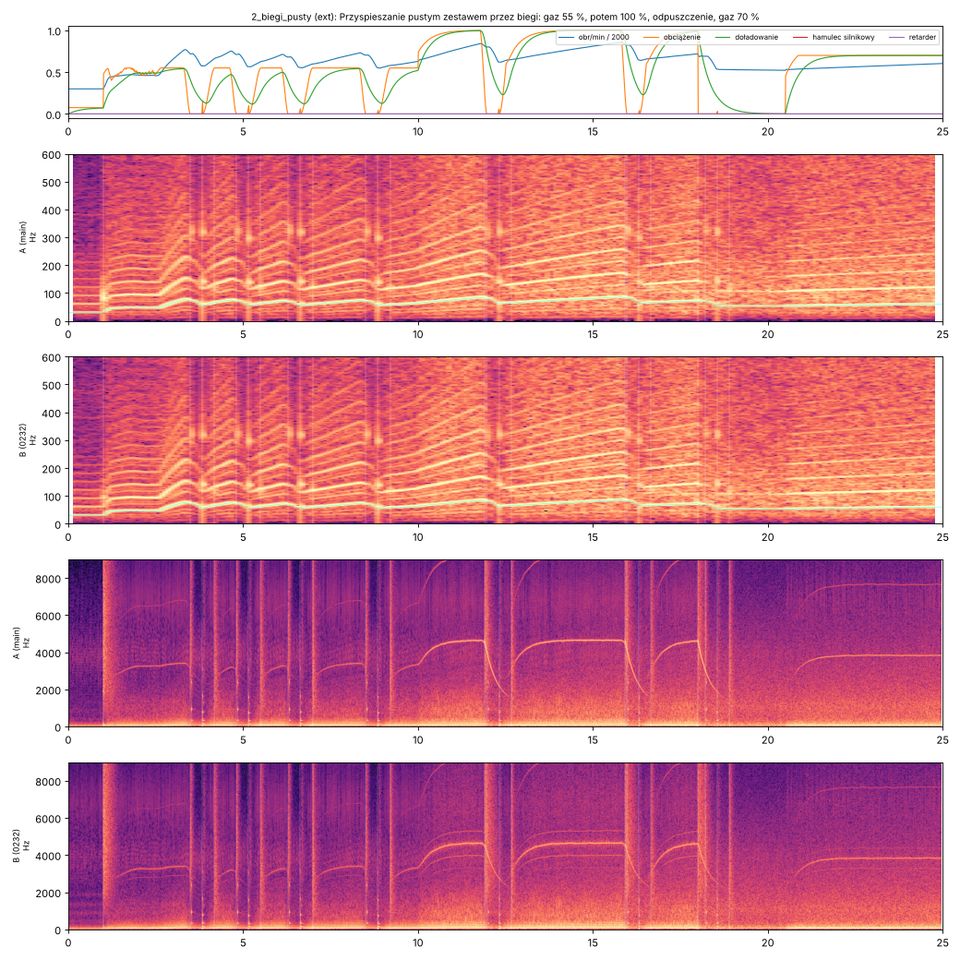 2_biegi_pusty (ext): Przyspieszanie pustym zestawem przez biegi: gaz 55 %, potem 100 %, odpuszczenie, gaz 70 %
obr/min / 2000 obciążenie doładowanie hamulec silnikowy retarder
1.0
0.5
0.0
0 5 10 15 20 25
A (main)
Hz
600
500
400
300
200
100
0
0 5 10 15 20 25
B (0232)
Hz
600
500
400
300
200
100
0
0 5 10 15 20 25
A (main)
Hz
8000
6000
4000
2000
0
0 5 10 15 20 25
B (0232)
Hz
8000
6000
4000
2000
0
0 5 10 15 20 25